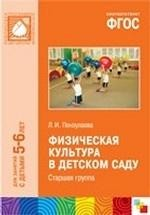 ФГОС
Л. И. Пензулаева
ФИЗИЧЕСКАЯ
КУЛЬТУРА
В ДЕТСКОМ САДУ
Старшая группа
ДЛЯ ЗАНЯТИЙ
С ДЕТЬМИ 5-6 ЛЕТ